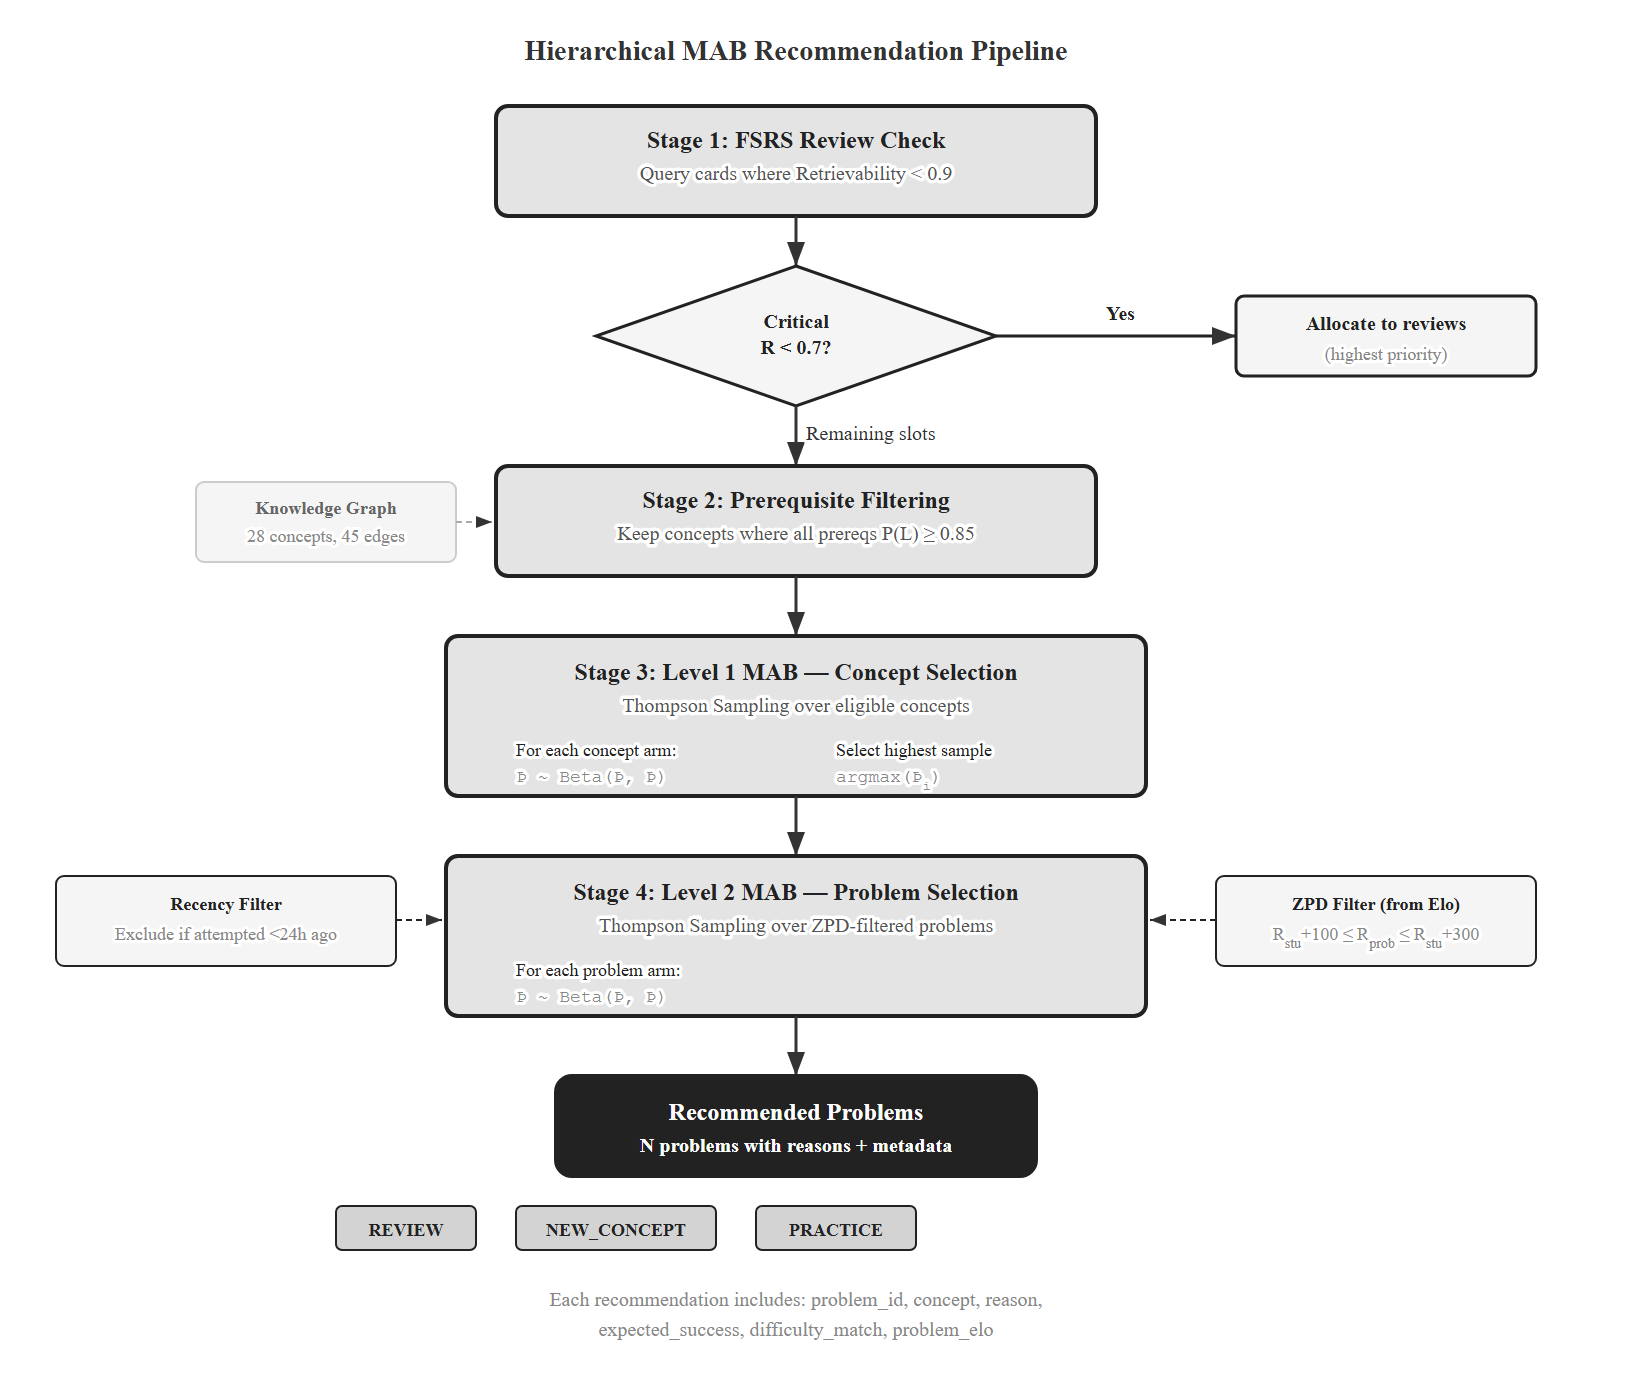 Hierarchical MAB Recommendation Pipeline
Stage 1: FSRS Review Check
Query cards where Retrievability < 0.9
Critical
R < 0.7?
Yes
Allocate to reviews
(highest priority)
Remaining slots
Knowledge Graph
28 concepts, 45 edges
Stage 2: Prerequisite Filtering
Keep concepts where all prereqs P(L) ≥ 0.85
Stage 3: Level 1 MAB — Concept Selection
Thompson Sampling over eligible concepts
For each concept arm:
Þ ~ Beta(Þ, Þ)
Select highest sample
argmax(Þi)
Recency Filter
Exclude if attempted <24h ago
Stage 4: Level 2 MAB — Problem Selection
Thompson Sampling over ZPD-filtered problems
For each problem arm:
Þ ~ Beta(Þ, Þ)
ZPD Filter (from Elo)
Rstu+100 ≤ Rprob ≤ Rstu+300
Recommended Problems
N problems with reasons + metadata
REVIEW
NEW_CONCEPT
PRACTICE
Each recommendation includes: problem_id, concept, reason,
expected_success, difficulty_match, problem_elo